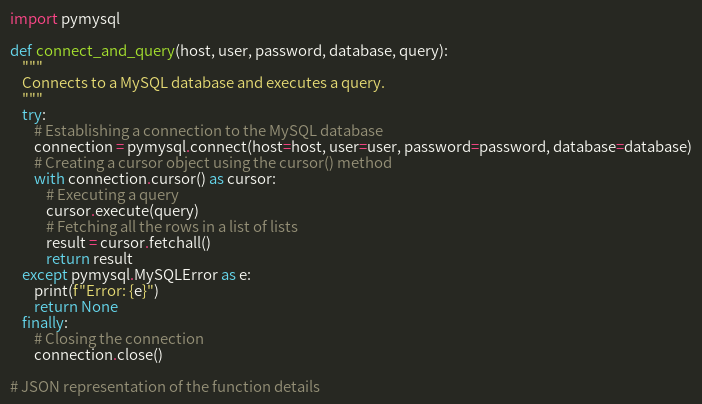 import pymysql

def connect_and_query(host, user, password, database, query):
    """
    Connects to a MySQL database and executes a query.
    """
    try:
        # Establishing a connection to the MySQL database
        connection = pymysql.connect(host=host, user=user, password=password, database=database)
        # Creating a cursor object using the cursor() method
        with connection.cursor() as cursor:
            # Executing a query
            cursor.execute(query)
            # Fetching all the rows in a list of lists
            result = cursor.fetchall()
            return result
    except pymysql.MySQLError as e:
        print(f"Error: {e}")
        return None
    finally:
        # Closing the connection
        connection.close()

# JSON representation of the function details